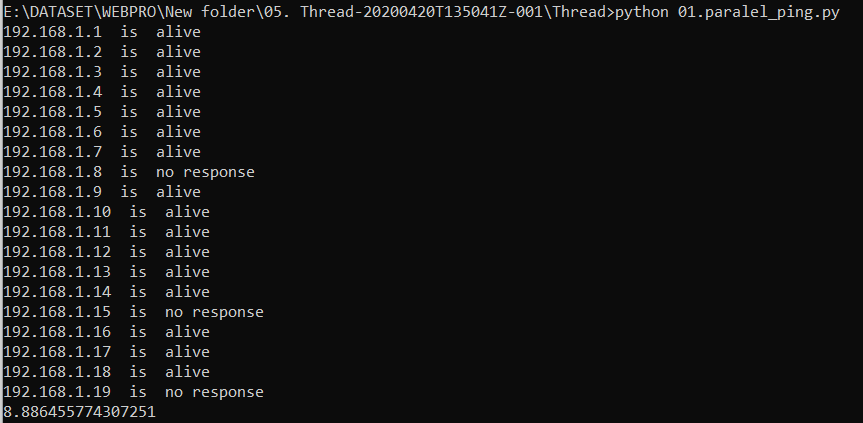 E:\DATASET\WEBPRO\New folder\05. Thread-20200420T135041Z-001\Thread>python 01.paralel_ping.py
192.168.1.1  is  alive
192.168.1.2  is  alive
192.168.1.3  is  alive
192.168.1.4  is  alive
192.168.1.5  is  alive
192.168.1.6  is  alive
192.168.1.7  is  alive
192.168.1.8  is  no response
192.168.1.9  is  alive
192.168.1.10  is  alive
192.168.1.11  is  alive
192.168.1.12  is  alive
192.168.1.13  is  alive
192.168.1.14  is  alive
192.168.1.15  is  no response
192.168.1.16  is  alive
192.168.1.17  is  alive
192.168.1.18  is  alive
192.168.1.19  is  no response
8.886455774307251